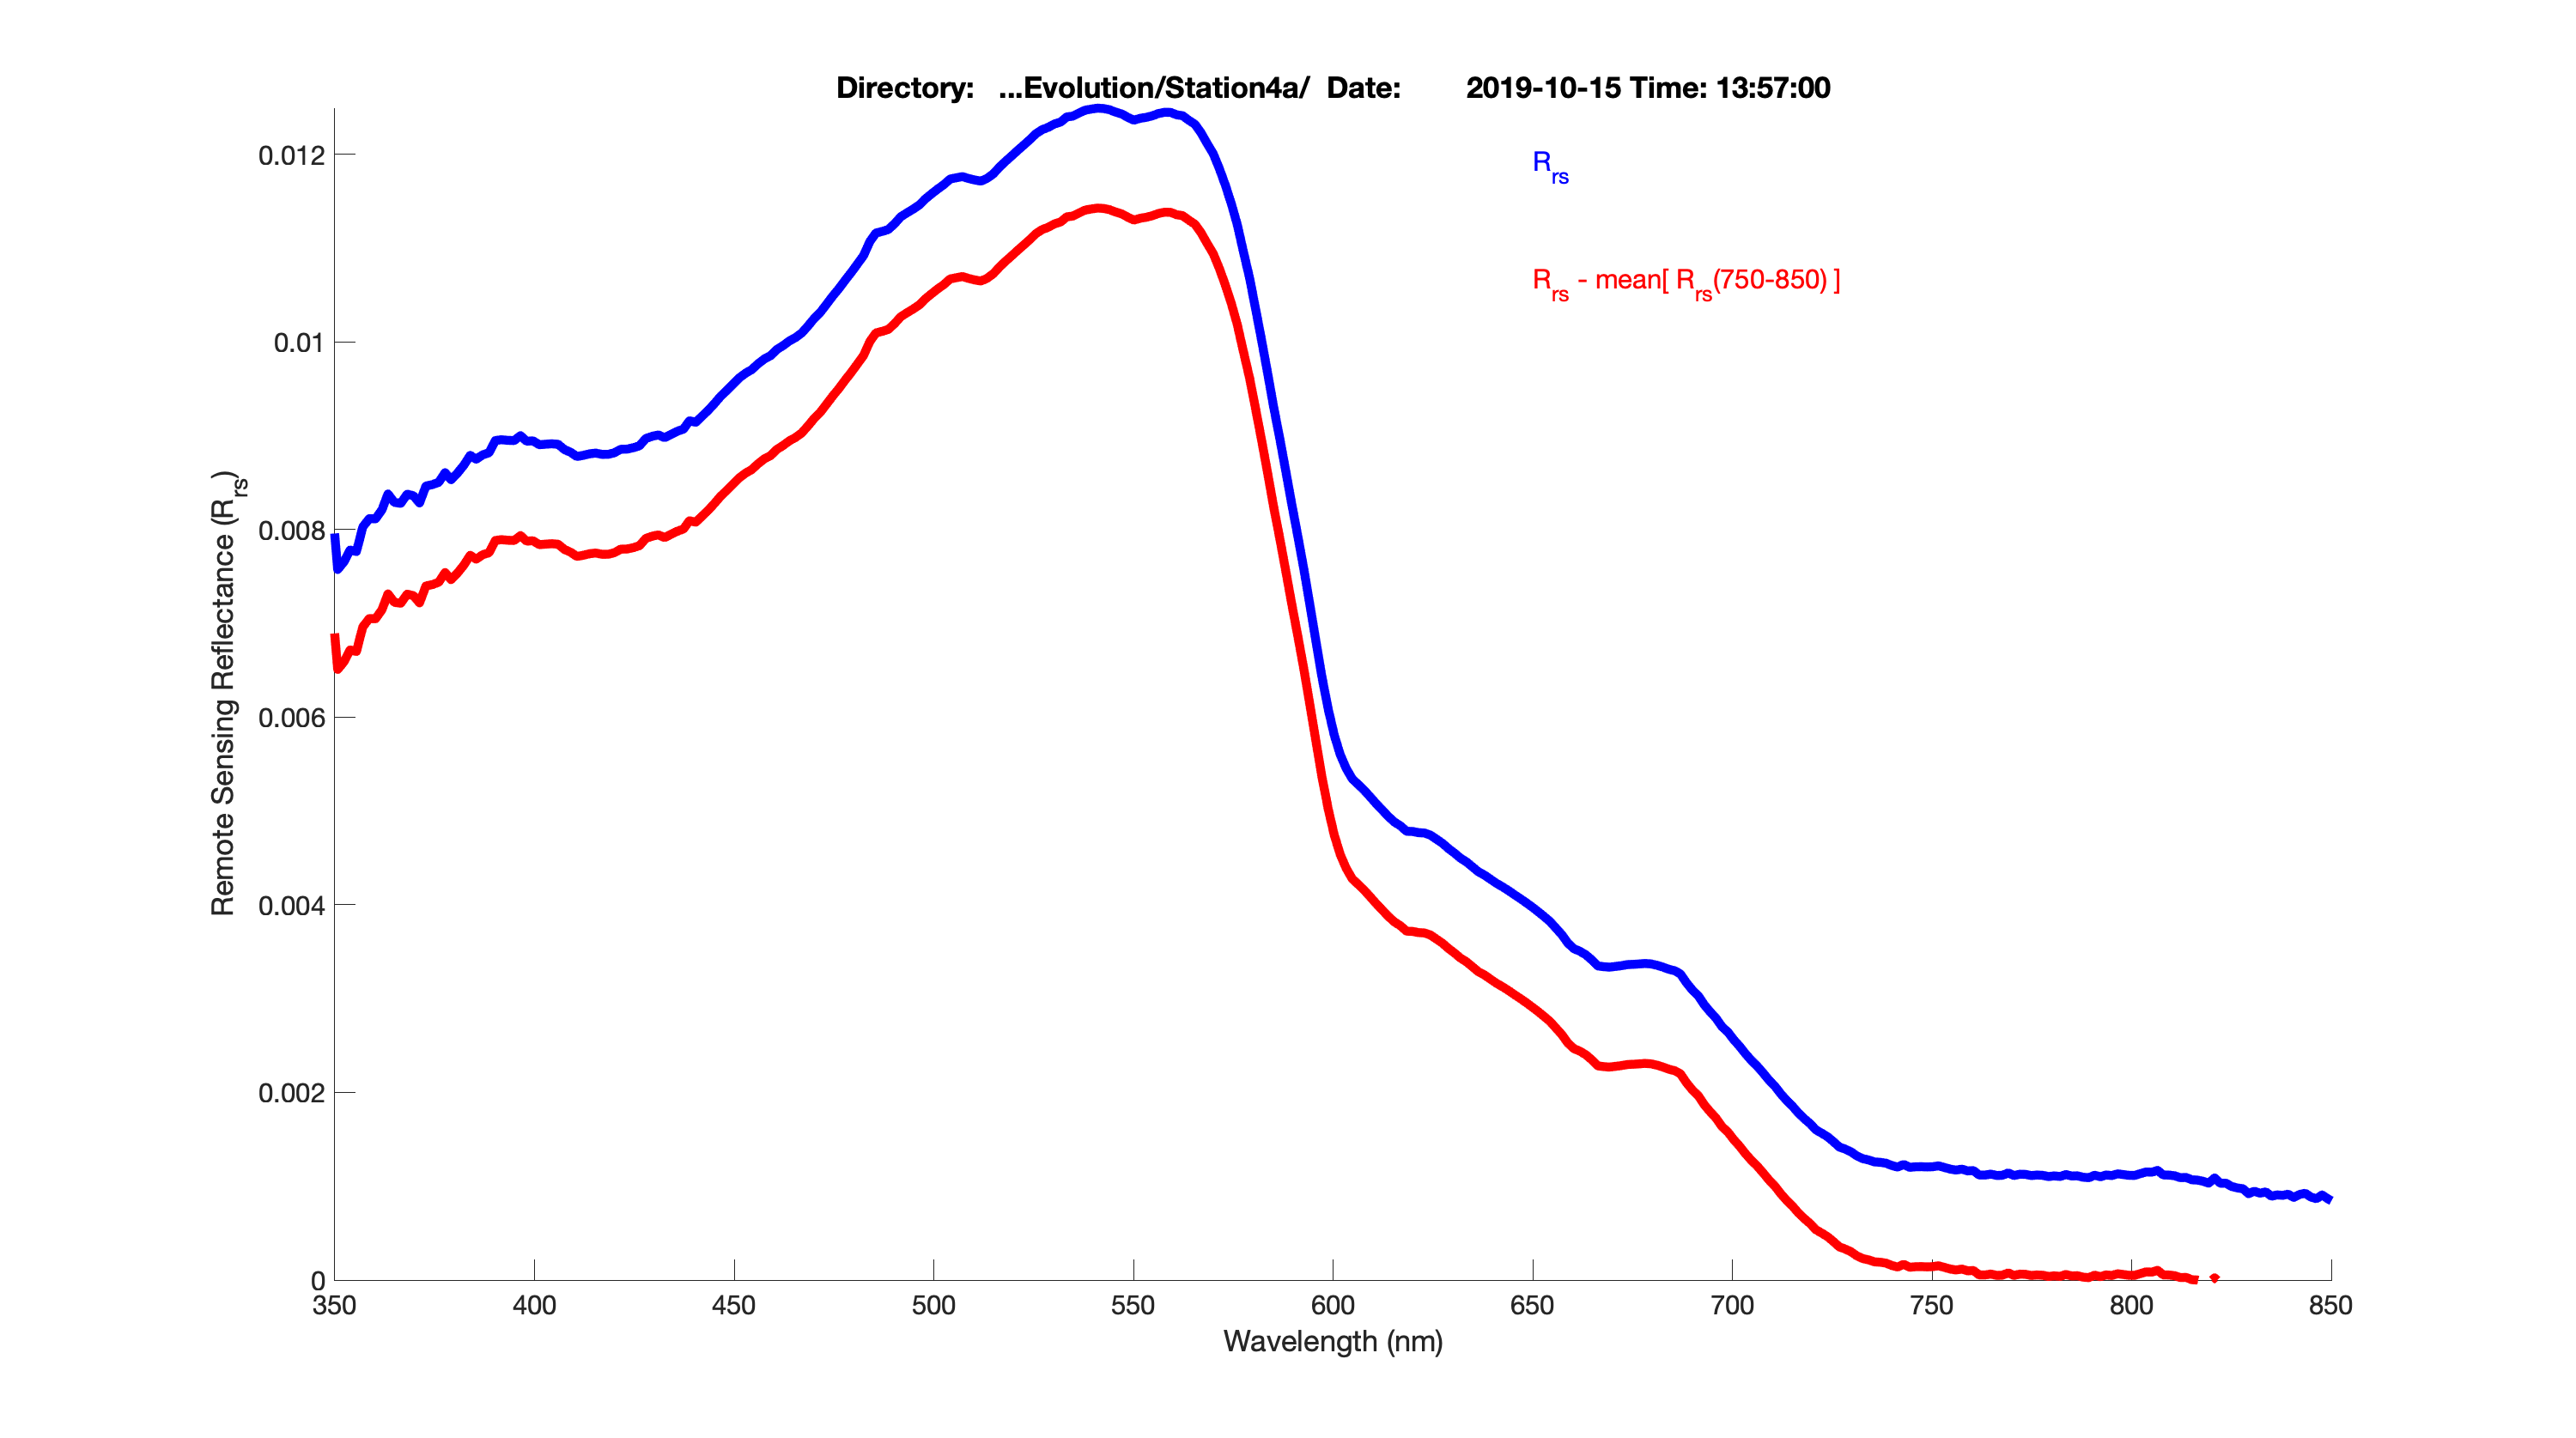 Directory: ...Evolution/Station4a/ Date: 2019-10-15 Time: 13:57:00
Rrs
Rrs - mean[ Rrs(750-850) ]
Remote Sensing Reflectance (Rrs)
0.012
0.01
0.008
0.006
0.004
0.002
0
350 400 450 500 550 600 650 700 750 800 850
Wavelength (nm)